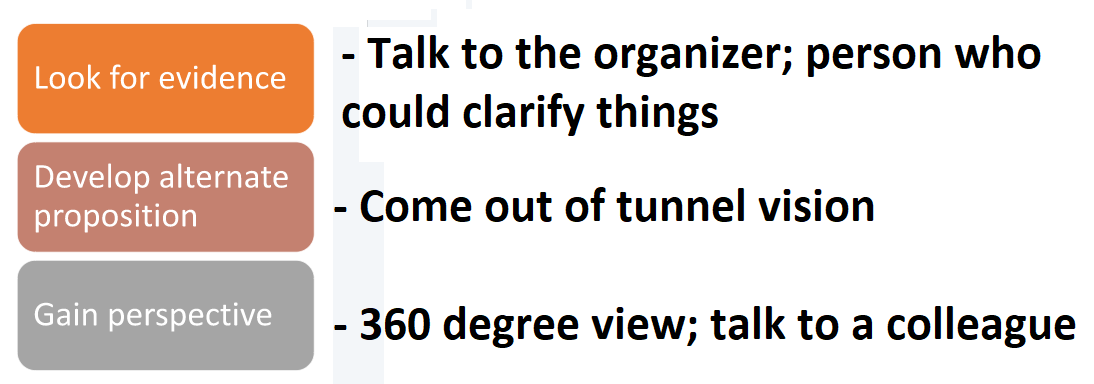 Look for evidence
- Talk to the organizer; person who
could clarify things
Develop alternate
proposition
- Come out of tunnel vision
Gain perspective
- 360 degree view; talk to a colleague